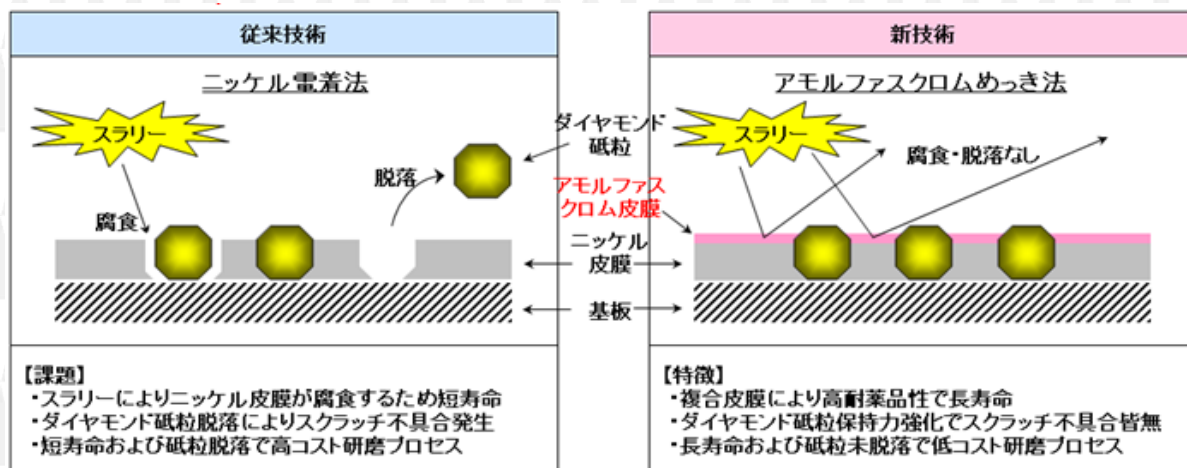 従来技術
ニッケル電着法
スラリー
腐食
脱落
ダイヤモンド
砥粒
アモルファス
クロム皮膜
ニッケル
皮膜
基板
【課題】
・スラリーによりニッケル皮膜が腐食するため短寿命
・ダイヤモンド砥粒脱落によりスクラッチ不具合発生
・短寿命および砥粒脱落で高コスト研磨プロセス
新技術
アモルファスクロムめっき法
スラリー
腐食・脱落なし
【特徴】
・複合皮膜により高耐薬品性で長寿命
・ダイヤモンド砥粒保持力強化でスクラッチ不具合皆無
・長寿命および砥粒未脱落で低コスト研磨プロセス